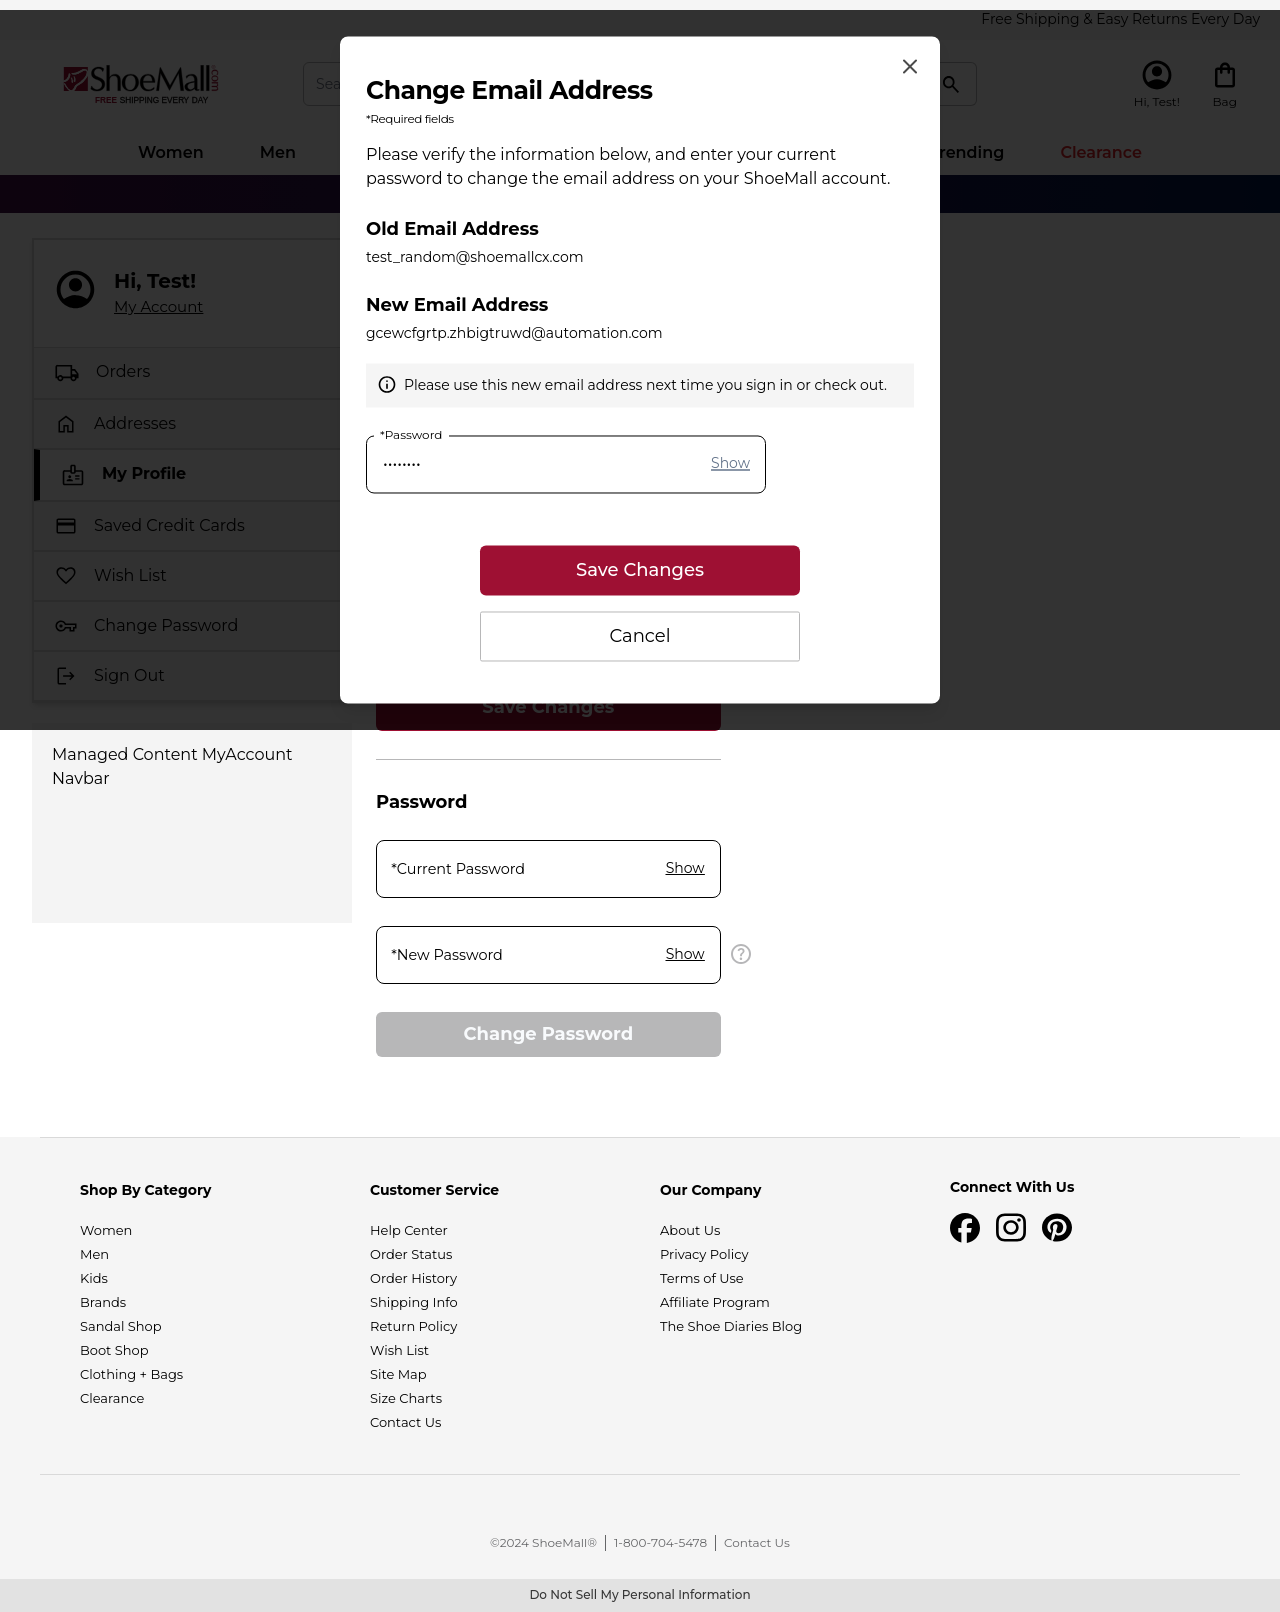 Free Shipping & Easy Returns Every Day
ShoeMall.com
FREE SHIPPING EVERY DAY
Sea
Hi, Test!
Bag
Women
Men
rending
Clearance
Hi, Test!
My Account
Orders
Addresses
My Profile
Saved Credit Cards
Wish List
Change Password
Sign Out
Managed Content MyAccount
Navbar
Change Email Address
*Required fields
Please verify the information below, and enter your current
password to change the email address on your ShoeMall account.
Old Email Address
test_random@shoemallcx.com
New Email Address
gcewcfgrtp.zhbigtruwd@automation.com
Please use this new email address next time you sign in or check out.
*Password
•••••••• Show
Save Changes
Cancel
Save Changes
Password
*Current Password Show
*New Password Show
?
Change Password
Shop By Category
Women
Men
Kids
Brands
Sandal Shop
Boot Shop
Clothing + Bags
Clearance
Customer Service
Help Center
Order Status
Order History
Shipping Info
Return Policy
Wish List
Site Map
Size Charts
Contact Us
Our Company
About Us
Privacy Policy
Terms of Use
Affiliate Program
The Shoe Diaries Blog
Connect With Us
©2024 ShoeMall® | 1-800-704-5478 | Contact Us
Do Not Sell My Personal Information